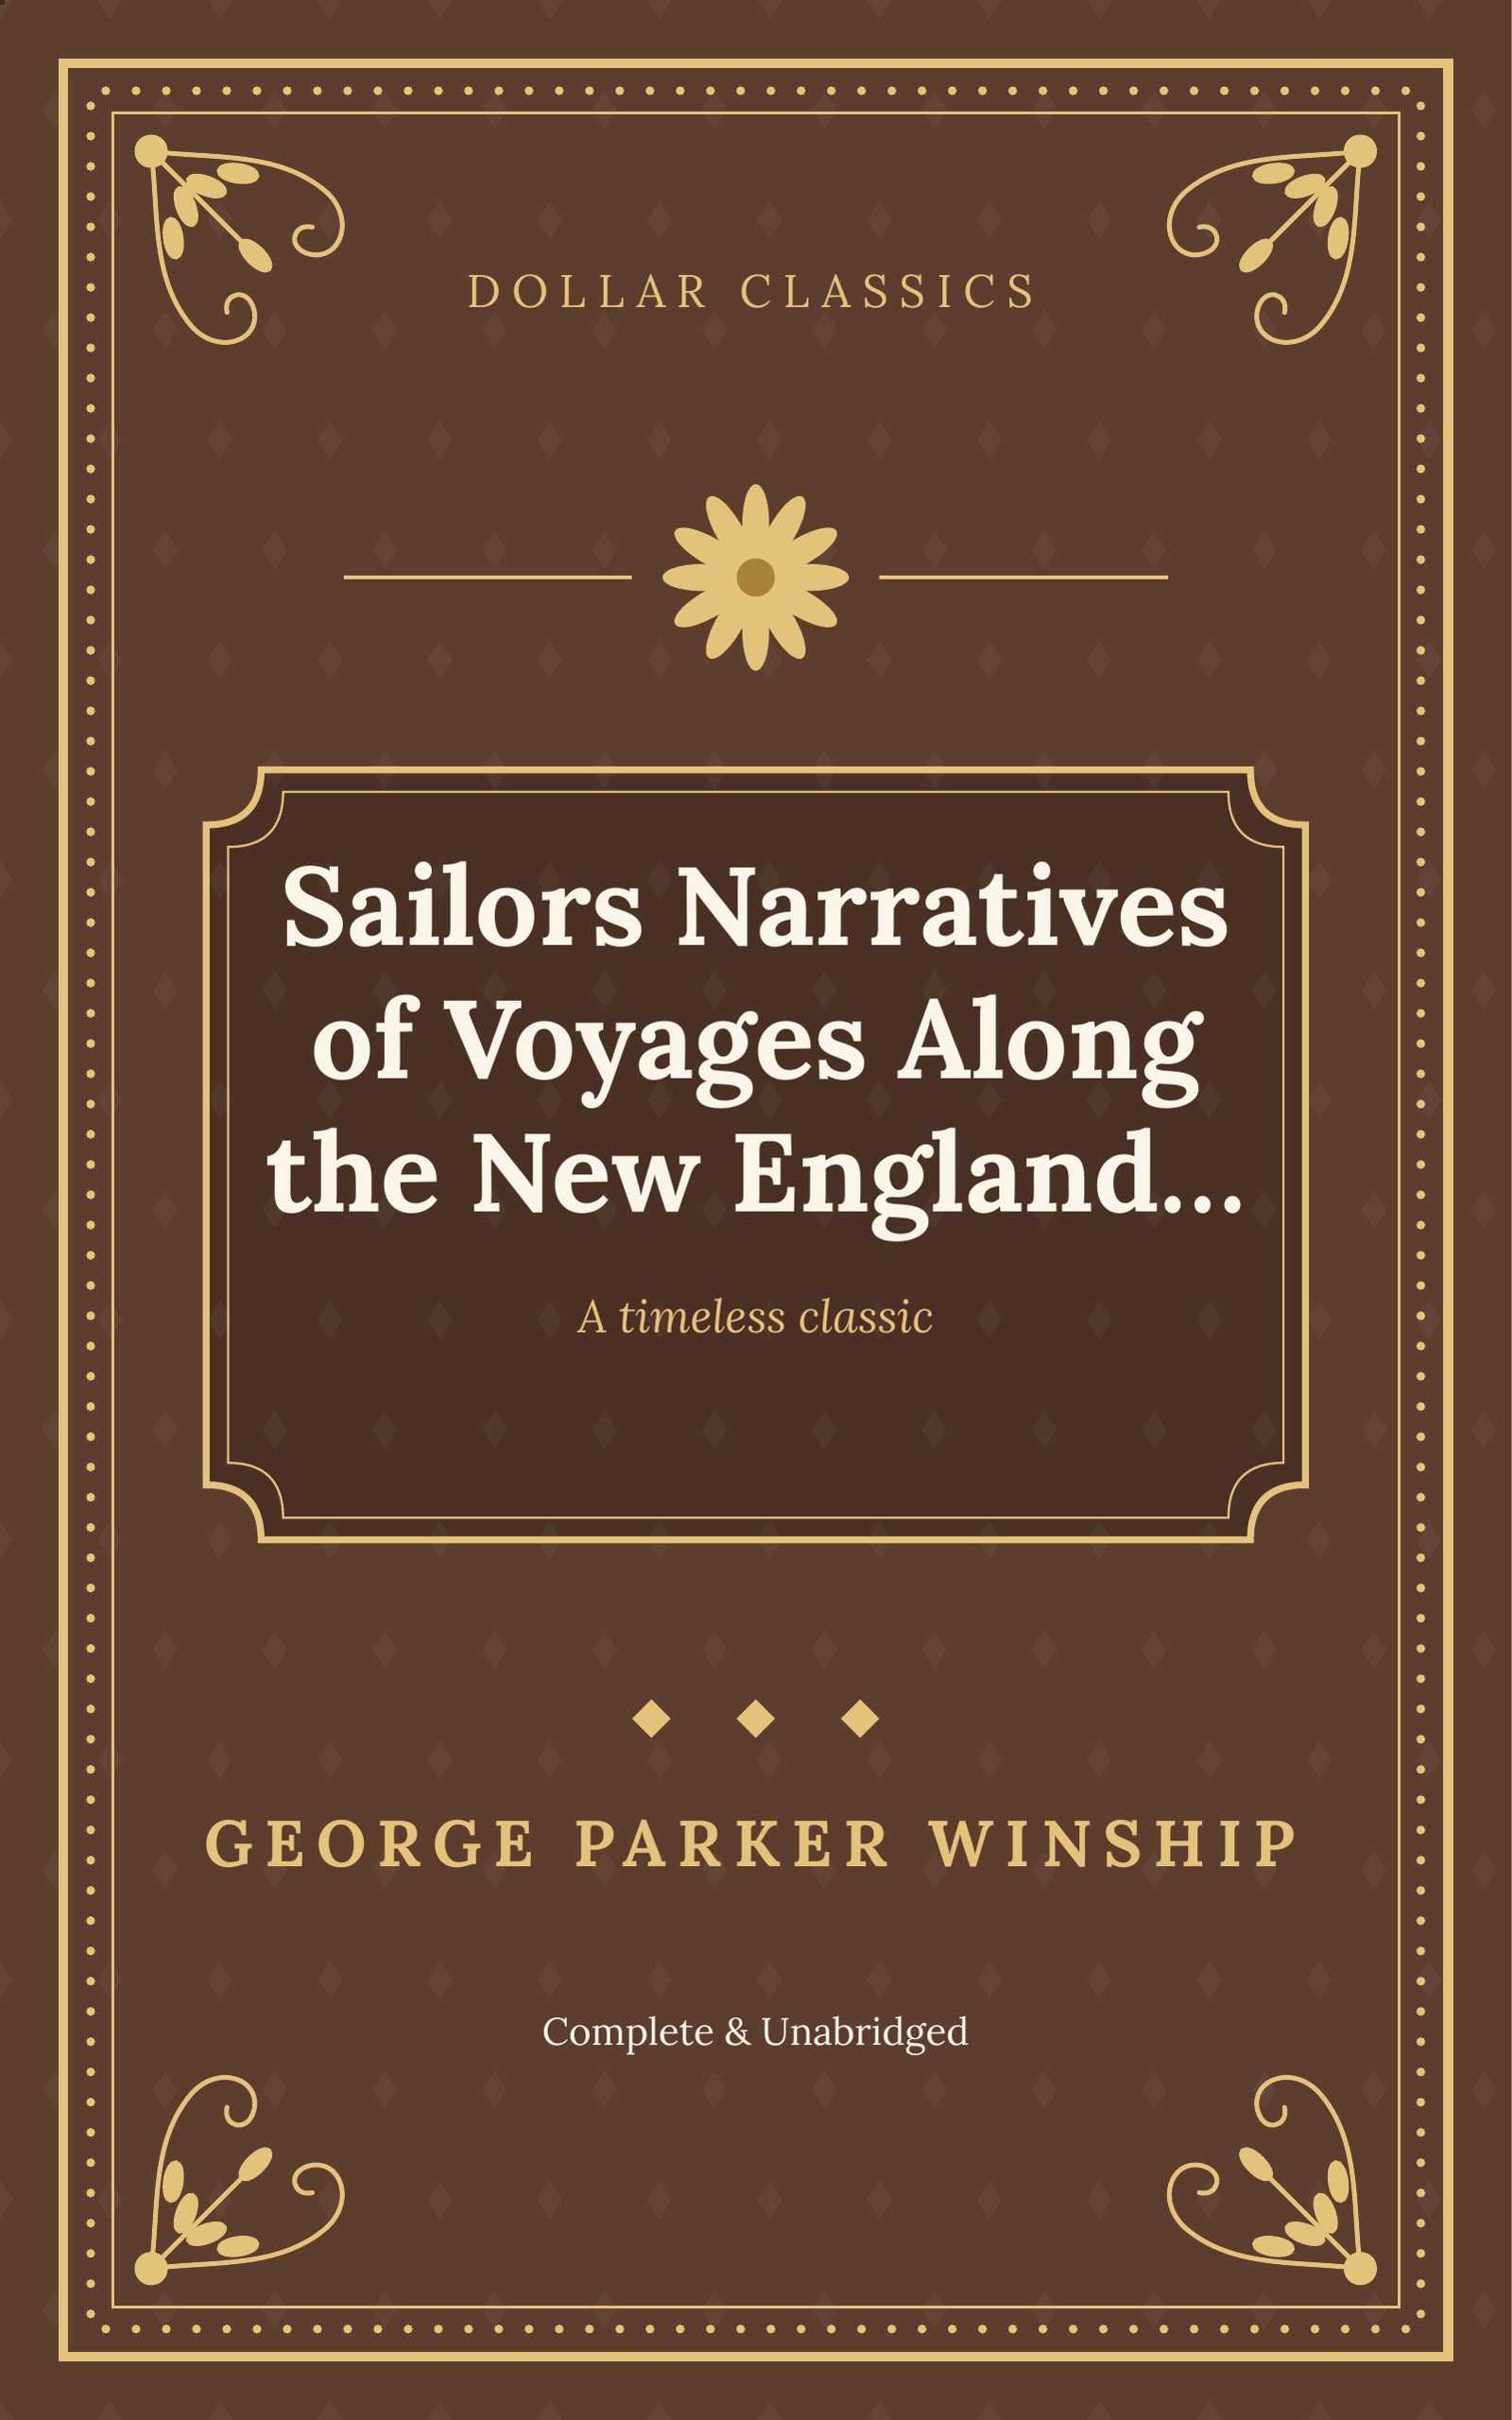 DOLLAR CLASSICS
Sailors Narratives
of Voyages Along
the New England...
A timeless classic
GEORGE PARKER WINSHIP
Complete & Unabridged